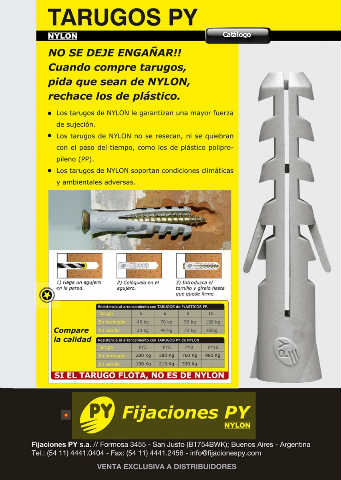 TARUGOS PY
NYLON
Catálogo
NO SE DEJE ENGAÑAR!!
Cuando compre tarugos,
pida que sean de NYLON,
rechace los de plástico.
Los tarugos de NYLON le garantizan una mayor fuerza
de sujeción.
Los tarugos de NYLON no se resecan, ni se quiebran
con el paso del tiempo, como los de plástico polipro-
pileno (PP).
Los tarugos de NYLON soportan condiciones climáticas
y ambientales adversas.
1) Haga un agujero
en la pared.
2) Colóquelo en el
agujero.
3) Introduzca el
tornillo y gírelo hasta
que quede firme
Compare
la calidad
SI EL TARUGO FLOTA, NO ES DE NYLON
PY
PY Fijaciones PY
NYLON
Fijaciones PY s.a. // Formosa 3455 - San Justo (B1754BWK); Buenos Aires - Argentina
Tel.: (54 11) 4441.0404 - Fax: (54 11) 4441.2456 - info@fijacionespy.com
VENTA EXCLUSIVA A DISTRIBUIDORES